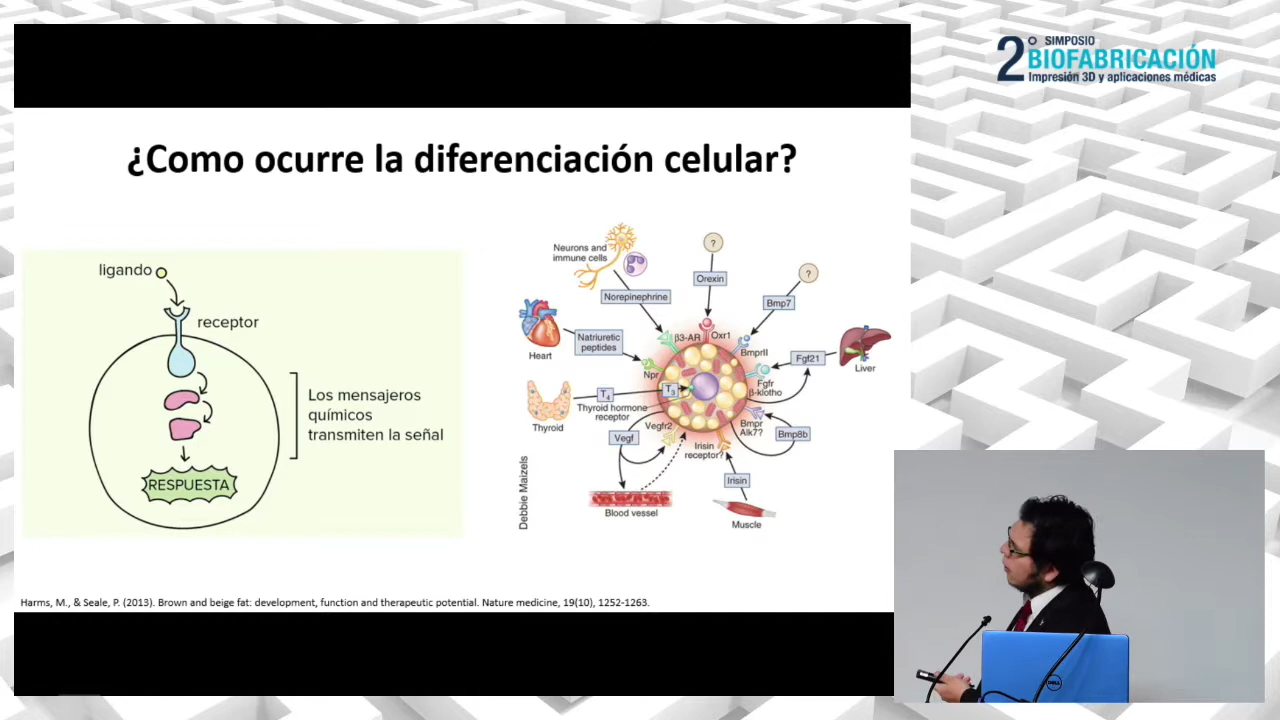 2° SIMPOSIO
BIOFABRICACIÓN
Impresión 3D y aplicaciones médicas
¿Como ocurre la diferenciación celular?
ligando
receptor
Los mensajeros
químicos
transmiten la señal
RESPUESTA
Neurons and
immune cells
?
Orexin
?
Norepinephrine
Bmp7
Heart
Natriuretic
peptides
β3-AR
Oxr1
BmprII
Fgf21
Liver
Npr
Fgfr
β-klotho
T4
T3
Thyroid hormone
receptor
Thyroid
Vegfr2
Bmpr
Alk7?
Vegf
Bmp8b
Irisin
receptor?
Irisin
Blood vessel
Muscle
Debbie Maizels
Harms, M., & Seale, P. (2013). Brown and beige fat: development, function and therapeutic potential. Nature medicine, 19(10), 1252-1263.
DELL